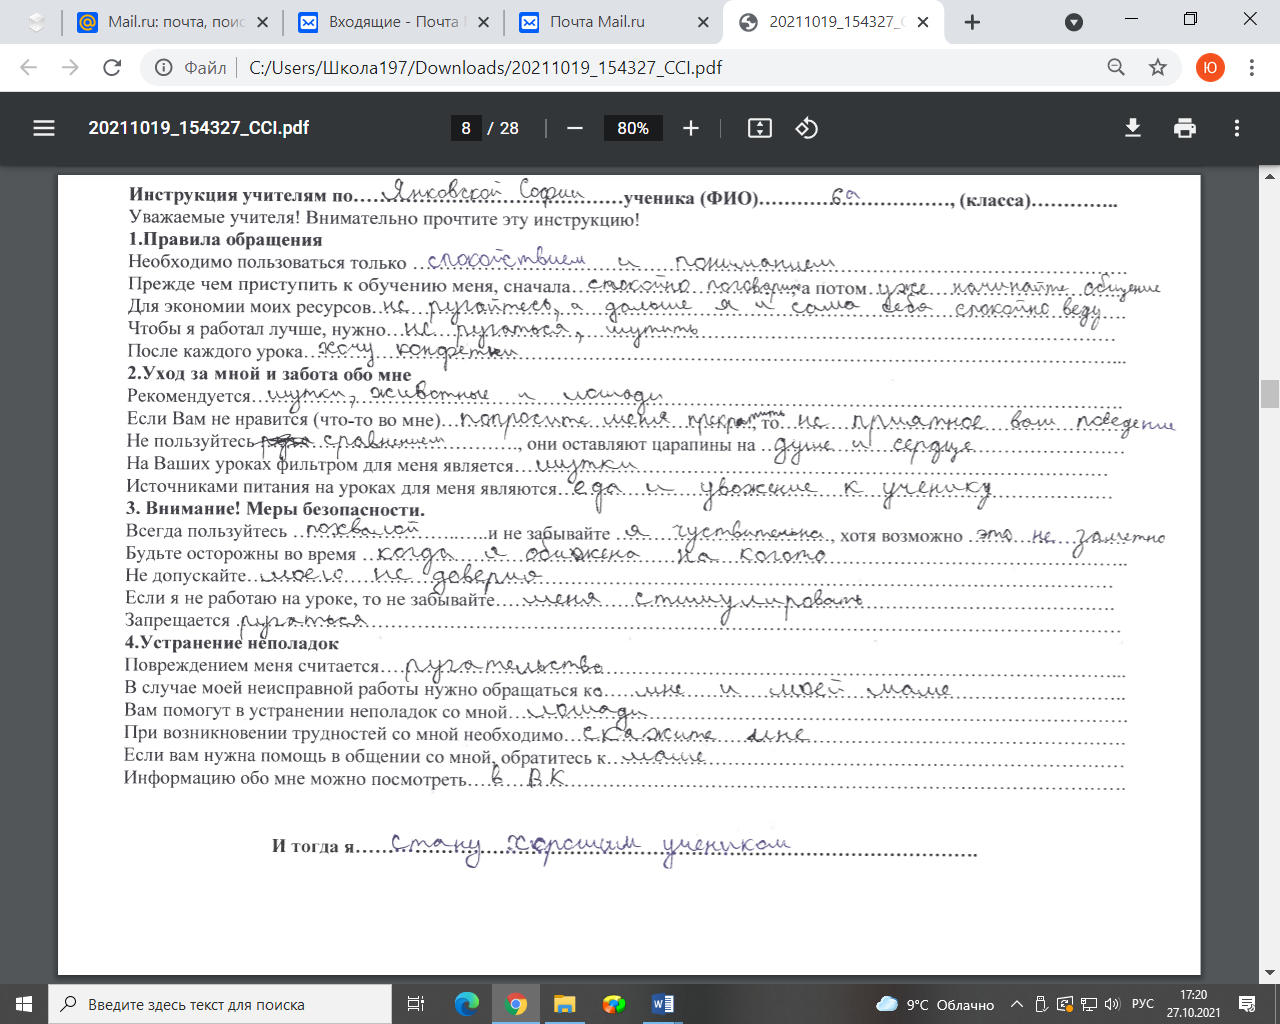 Mail.ru: почта, поис
Входящие - Почта M
Почта Mail.ru
20211019_154327_C
Файл | C:/Users/Школа197/Downloads/20211019_154327_CCI.pdf
Ю
20211019_154327_CCI.pdf
8 / 28
80%
Инструкция учителям по Янковской Софии ученика (ФИО) 6а, (класса)
Уважаемые учителя! Внимательно прочтите эту инструкцию!
1.Правила обращения
Необходимо пользоваться только спокойствием и пониманием
Прежде чем приступить к обучению меня, сначала спокойно поговорить, а потом уже начинайте общение
Для экономии моих ресурсов не ругайтесь, а дальше я и сама себя спокойно веду
Чтобы я работал лучше, нужно не ругаться, шутить
После каждого урока хочу конфетки
2.Уход за мной и забота обо мне
Рекомендуется шутки, животные и лошади
Если Вам не нравится (что-то во мне) попросите меня прекратить, то не приятное вам поведение
Не пользуйтесь сравнением, они оставляют царапины на душе и сердце
На Ваших уроках фильтром для меня является шутки
Источниками питания на уроках для меня являются еда и увожение к ученику
3. Внимание! Меры безопасности.
Всегда пользуйтесь похвалой и не забывайте я чуствительна, хотя возможно это не заметно
Будьте осторожны во время когда я обижена на когото
Не допускайте моего не доверия
Если я не работаю на уроке, то не забывайте меня стимулировать
Запрещается ругаться
4.Устранение неполадок
Повреждением меня считается ругательство
В случае моей неисправной работы нужно обращаться ко мне и моей маме
Вам помогут в устранении неполадок со мной лошади
При возникновении трудностей со мной необходимо скажите мне
Если вам нужна помощь в общении со мной, обратитесь к маме
Информацию обо мне можно посмотреть в ВК
И тогда я стану хорошим учеником
Введите здесь текст для поиска
9°C Облачно
РУС
17:20
27.10.2021